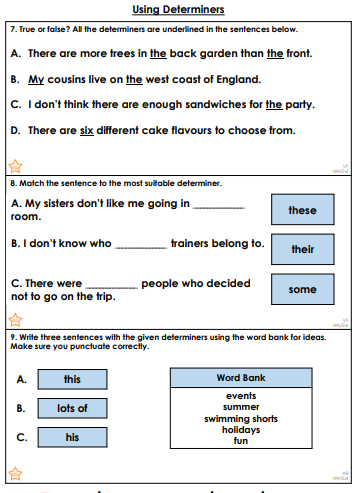 Using Determiners
7. True or false? All the determiners are underlined in the sentences below.
A. There are more trees in the back garden than the front.
B. My cousins live on the west coast of England.
C. I don't think there are enough sandwiches for the party.
D. There are six different cake flavours to choose from.
VF
HW/Ext
8. Match the sentence to the most suitable determiner.
A. My sisters don't like me going in __________
room.
these
B. I don't know who __________ trainers belong to.
their
C. There were __________ people who decided
not to go on the trip.
some
VF
HW/Ext
9. Write three sentences with the given determiners using the word bank for ideas.
Make sure you punctuate correctly.
A. this
B. lots of
C. his
Word Bank
events
summer
swimming shorts
holidays
fun
AR
HW/Ext